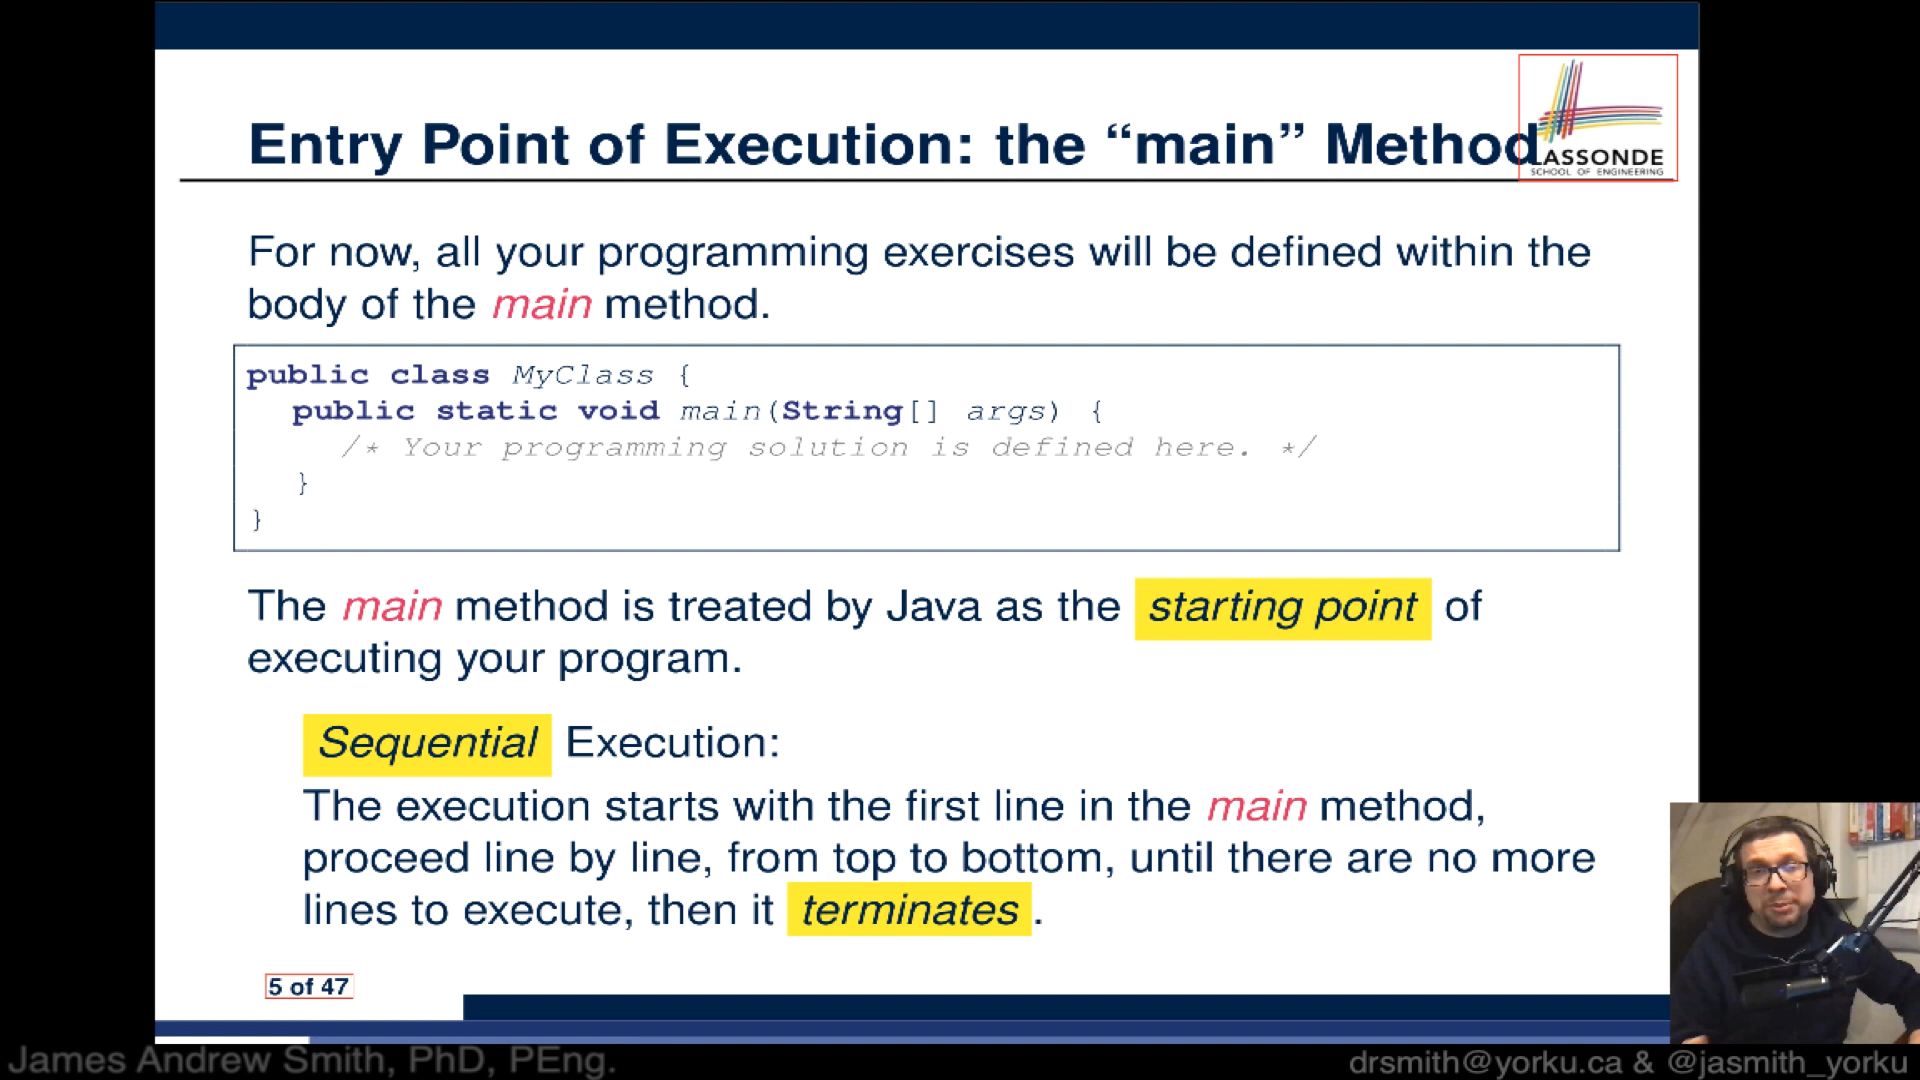 Entry Point of Execution: the “main” Method
LASSONDE
SCHOOL OF ENGINEERING
For now, all your programming exercises will be defined within the
body of the main method.
public class MyClass {
public static void main(String[] args) {
/* Your programming solution is defined here. */
}
}
The main method is treated by Java as the starting point of
executing your program.
Sequential Execution:
The execution starts with the first line in the main method,
proceed line by line, from top to bottom, until there are no more
lines to execute, then it terminates.
5 of 47
James Andrew Smith, PhD, PEng.
drsmith@yorku.ca & @jasmith_yorku